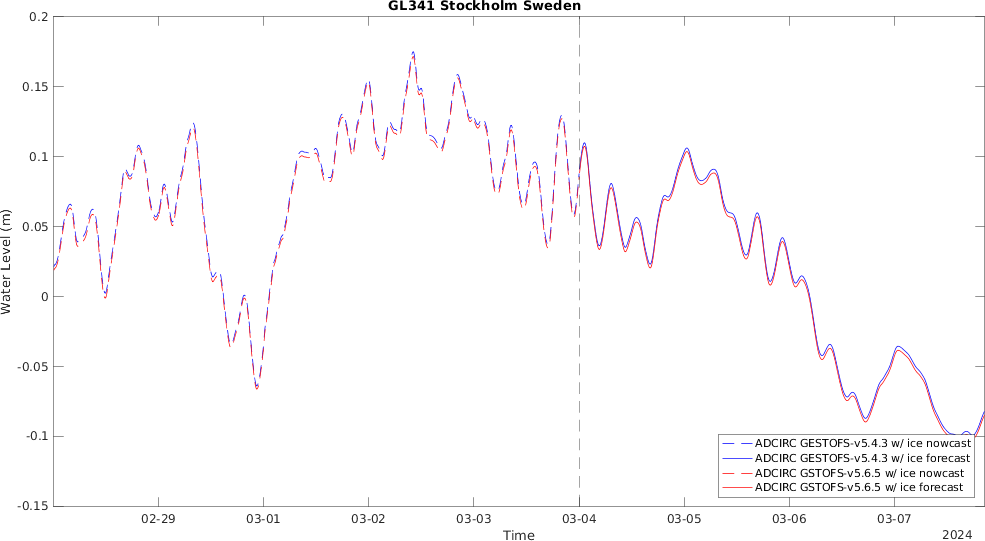 GL341 Stockholm Sweden
0.2
0.15
0.1
0.05
0
-0.05
-0.1
-0.15
Water Level (m)
02-29 03-01 03-02 03-03 03-04 03-05 03-06 03-07
Time
2024
ADCIRC GESTOFS-v5.4.3 w/ ice nowcast
ADCIRC GESTOFS-v5.4.3 w/ ice forecast
ADCIRC GSTOFS-v5.6.5 w/ ice nowcast
ADCIRC GSTOFS-v5.6.5 w/ ice forecast